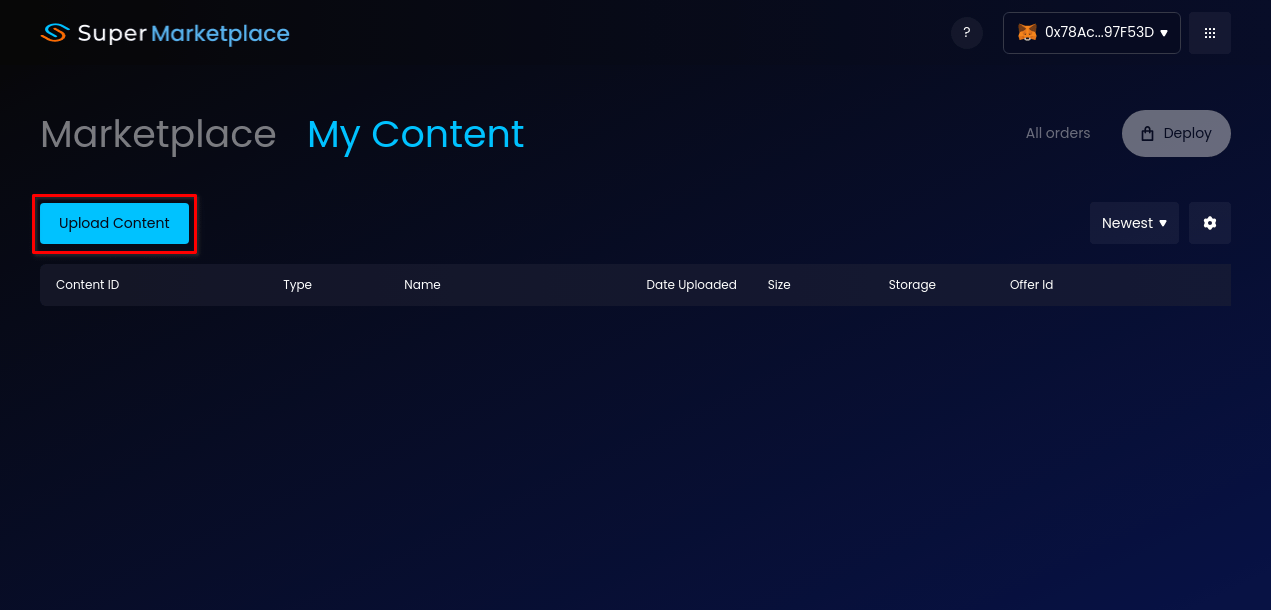 Super Marketplace
?
0x78Ac...97F53D
Marketplace My Content
All orders
Deploy
Upload Content
Newest
Content ID Type Name Date Uploaded Size Storage Offer Id